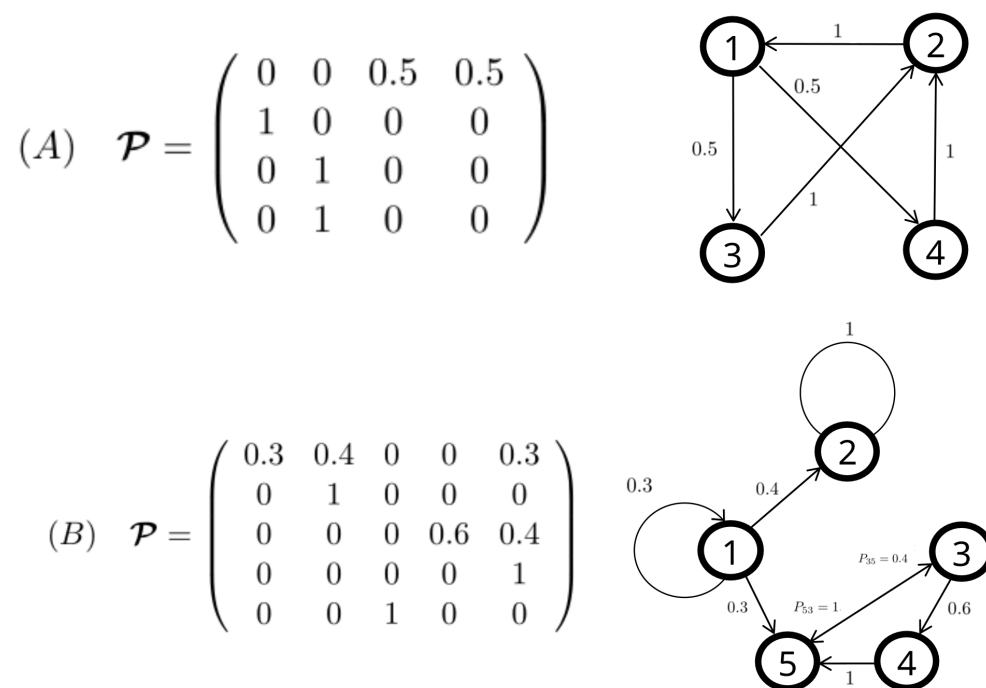 (A) 𝓟 =
0 0 0.5 0.5
1 0 0 0
0 1 0 0
0 1 0 0
1 1 2
0.5
0.5 1
1
3 4
(B) 𝓟 =
0.3 0.4 0 0 0.3
0 1 0 0 0
0 0 0 0.6 0.4
0 0 0 0 1
0 0 1 0 0
1
2
0.3 0.4
1 3
P₃₅ = 0.4
0.3 P₅₃ = 1 0.6
5 4
1